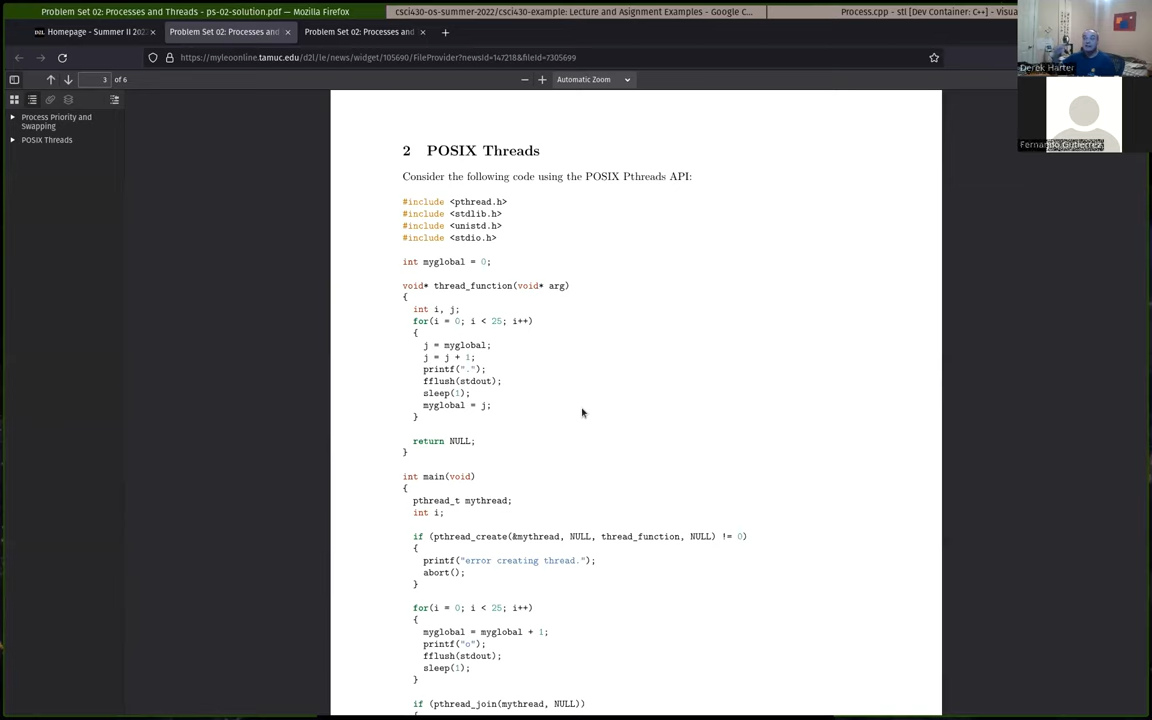 Problem Set 02: Processes and Threads - ps-02-solution.pdf — Mozilla Firefox
csci430-os-summer-2022/csci430-example: Lecture and Asignment Examples - Google C...
Process.cpp - stl [Dev Container: C++] - Visua
Homepage - Summer II 202
Problem Set 02: Processes and
Problem Set 02: Processes and
https://myleoonline.tamuc.edu/d2l/le/news/widget/105690/FileProvider?newsId=147218&fileId=7305699
3 of 6
Automatic Zoom
Derek Harter
Fernando Gutierrez
Process Priority and
Swapping
POSIX Threads
2 POSIX Threads
Consider the following code using the POSIX Pthreads API:
#include <pthread.h>
#include <stdlib.h>
#include <unistd.h>
#include <stdio.h>
int myglobal = 0;
void* thread_function(void* arg)
{
int i, j;
for(i = 0; i < 25; i++)
{
j = myglobal;
j = j + 1;
printf(".");
fflush(stdout);
sleep(1);
myglobal = j;
}
return NULL;
}
int main(void)
{
pthread_t mythread;
int i;
if (pthread_create(&mythread, NULL, thread_function, NULL) != 0)
{
printf("error creating thread.");
abort();
}
for(i = 0; i < 25; i++)
{
myglobal = myglobal + 1;
printf("o");
fflush(stdout);
sleep(1);
}
if (pthread_join(mythread, NULL))
{